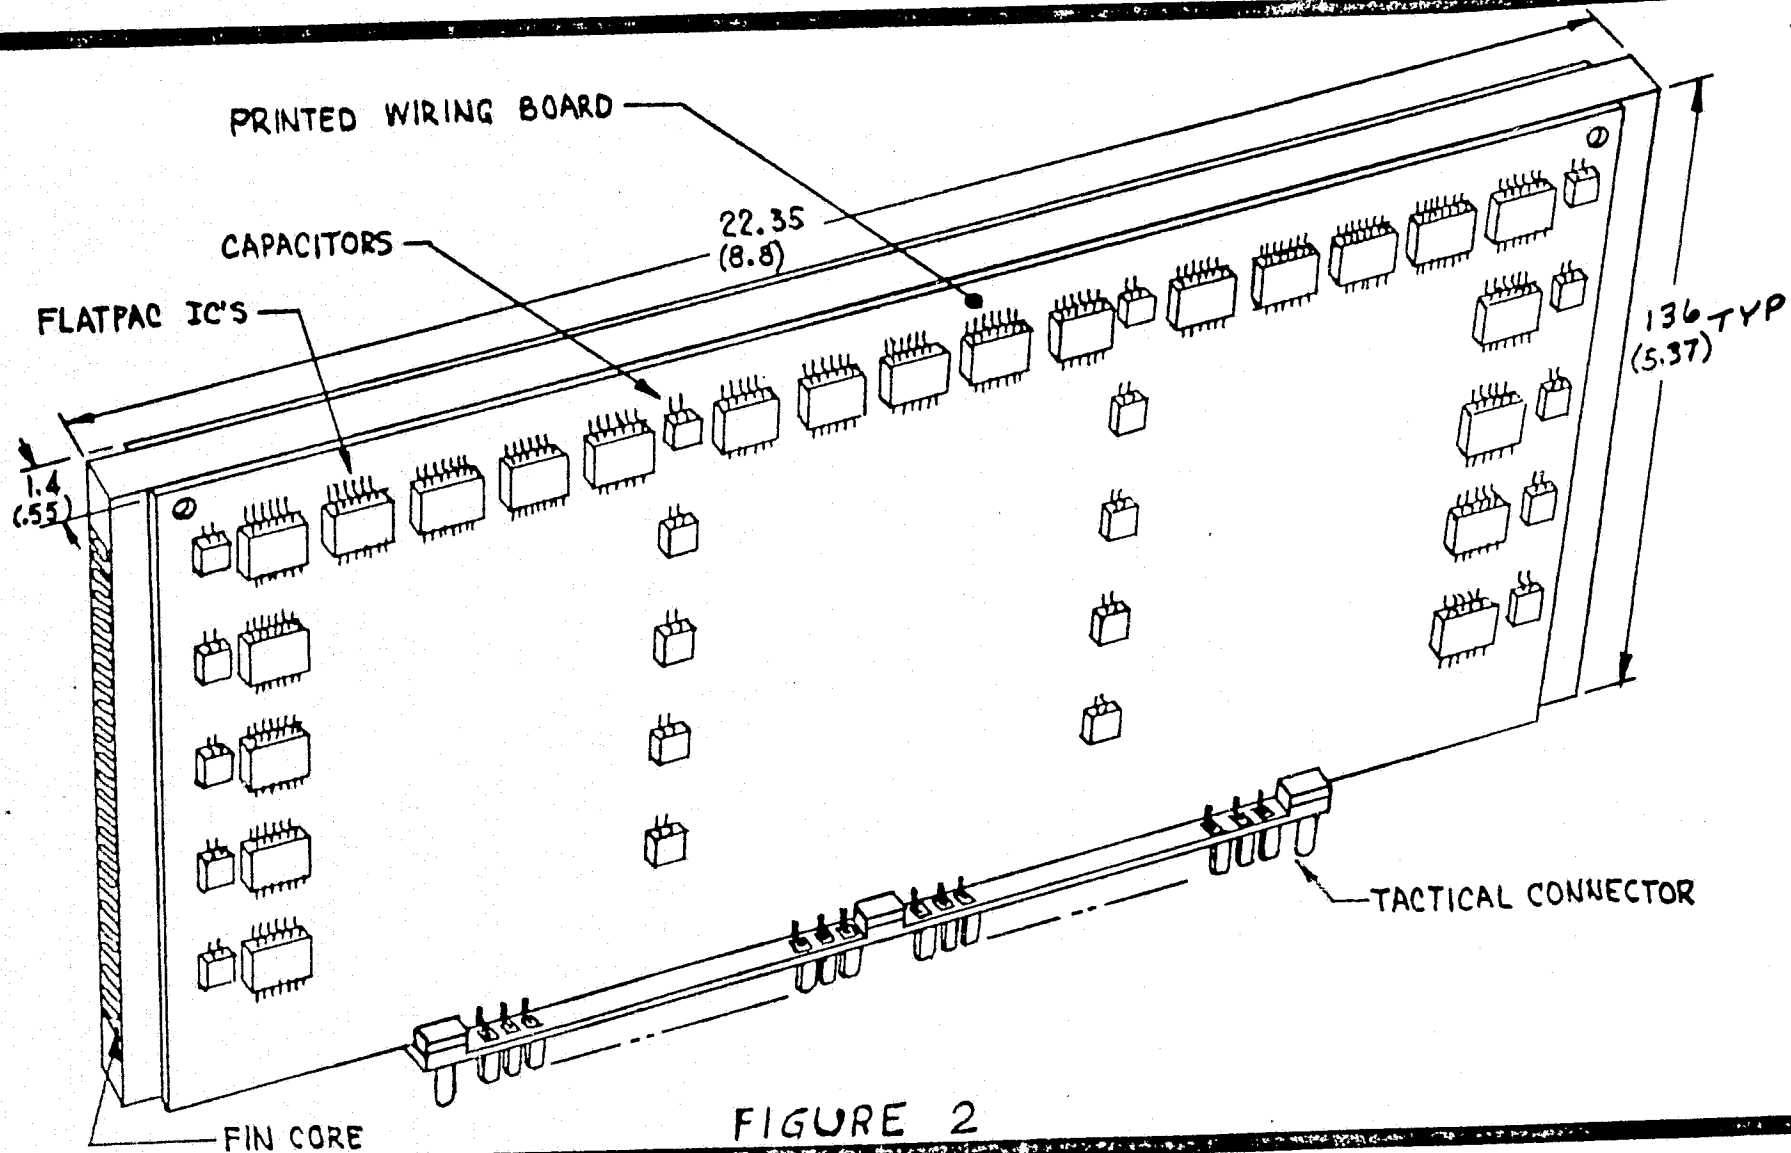 PRINTED WIRING BOARD
CAPACITORS
22.35
(8.8)
FLATPAC IC'S
136 TYP
(5.37)
1.4
(.55)
TACTICAL CONNECTOR
FIN CORE
FIGURE 2